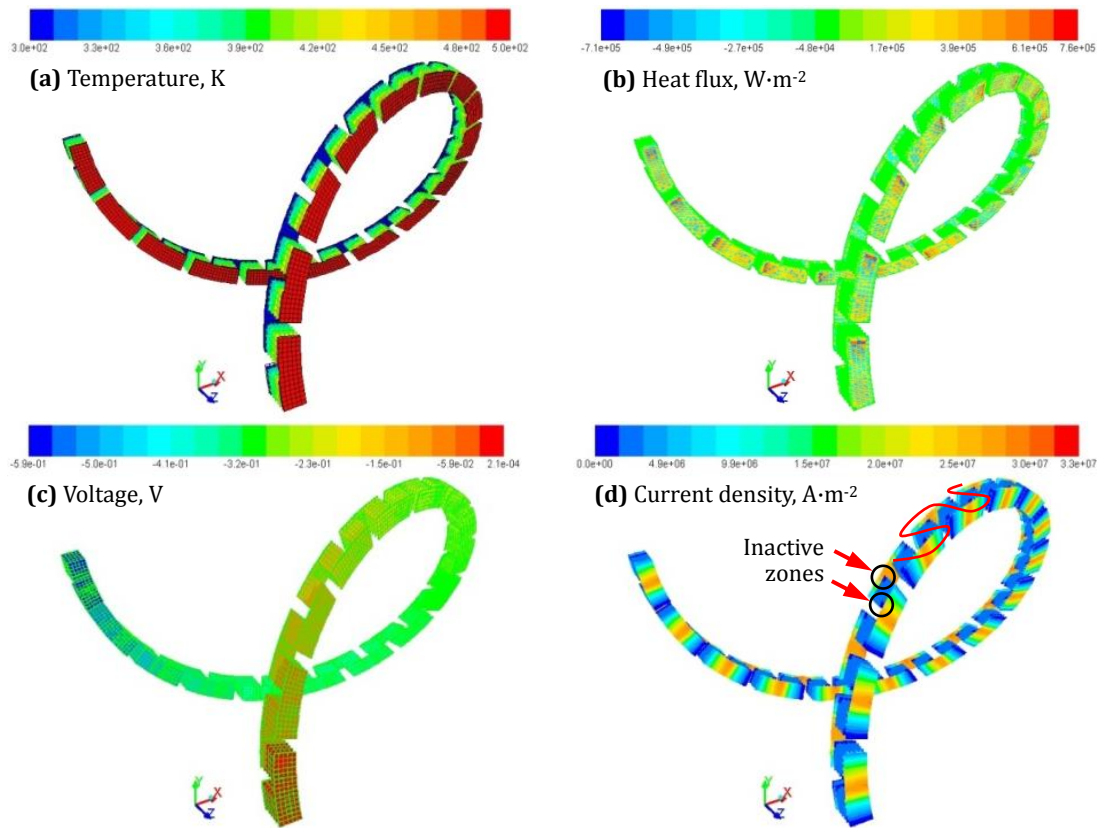 3.0e+02 3.3e+02 3.6e+02 3.9e+02 4.2e+02 4.5e+02 4.8e+02 5.0e+02
(a) Temperature, K
Y
X
Z
-7.1e+05 -4.9e+05 -2.7e+05 -4.8e+04 1.7e+05 3.9e+05 6.1e+05 7.6e+05
(b) Heat flux, W·m-2
Y
X
Z
-5.9e-01 -5.0e-01 -4.1e-01 -3.2e-01 -2.3e-01 -1.5e-01 -5.9e-02 2.1e-04
(c) Voltage, V
Y
X
Z
0.0e+00 4.9e+06 9.9e+06 1.5e+07 2.0e+07 2.5e+07 3.0e+07 3.3e+07
(d) Current density, A·m-2
Inactive
zones
Y
X
Z